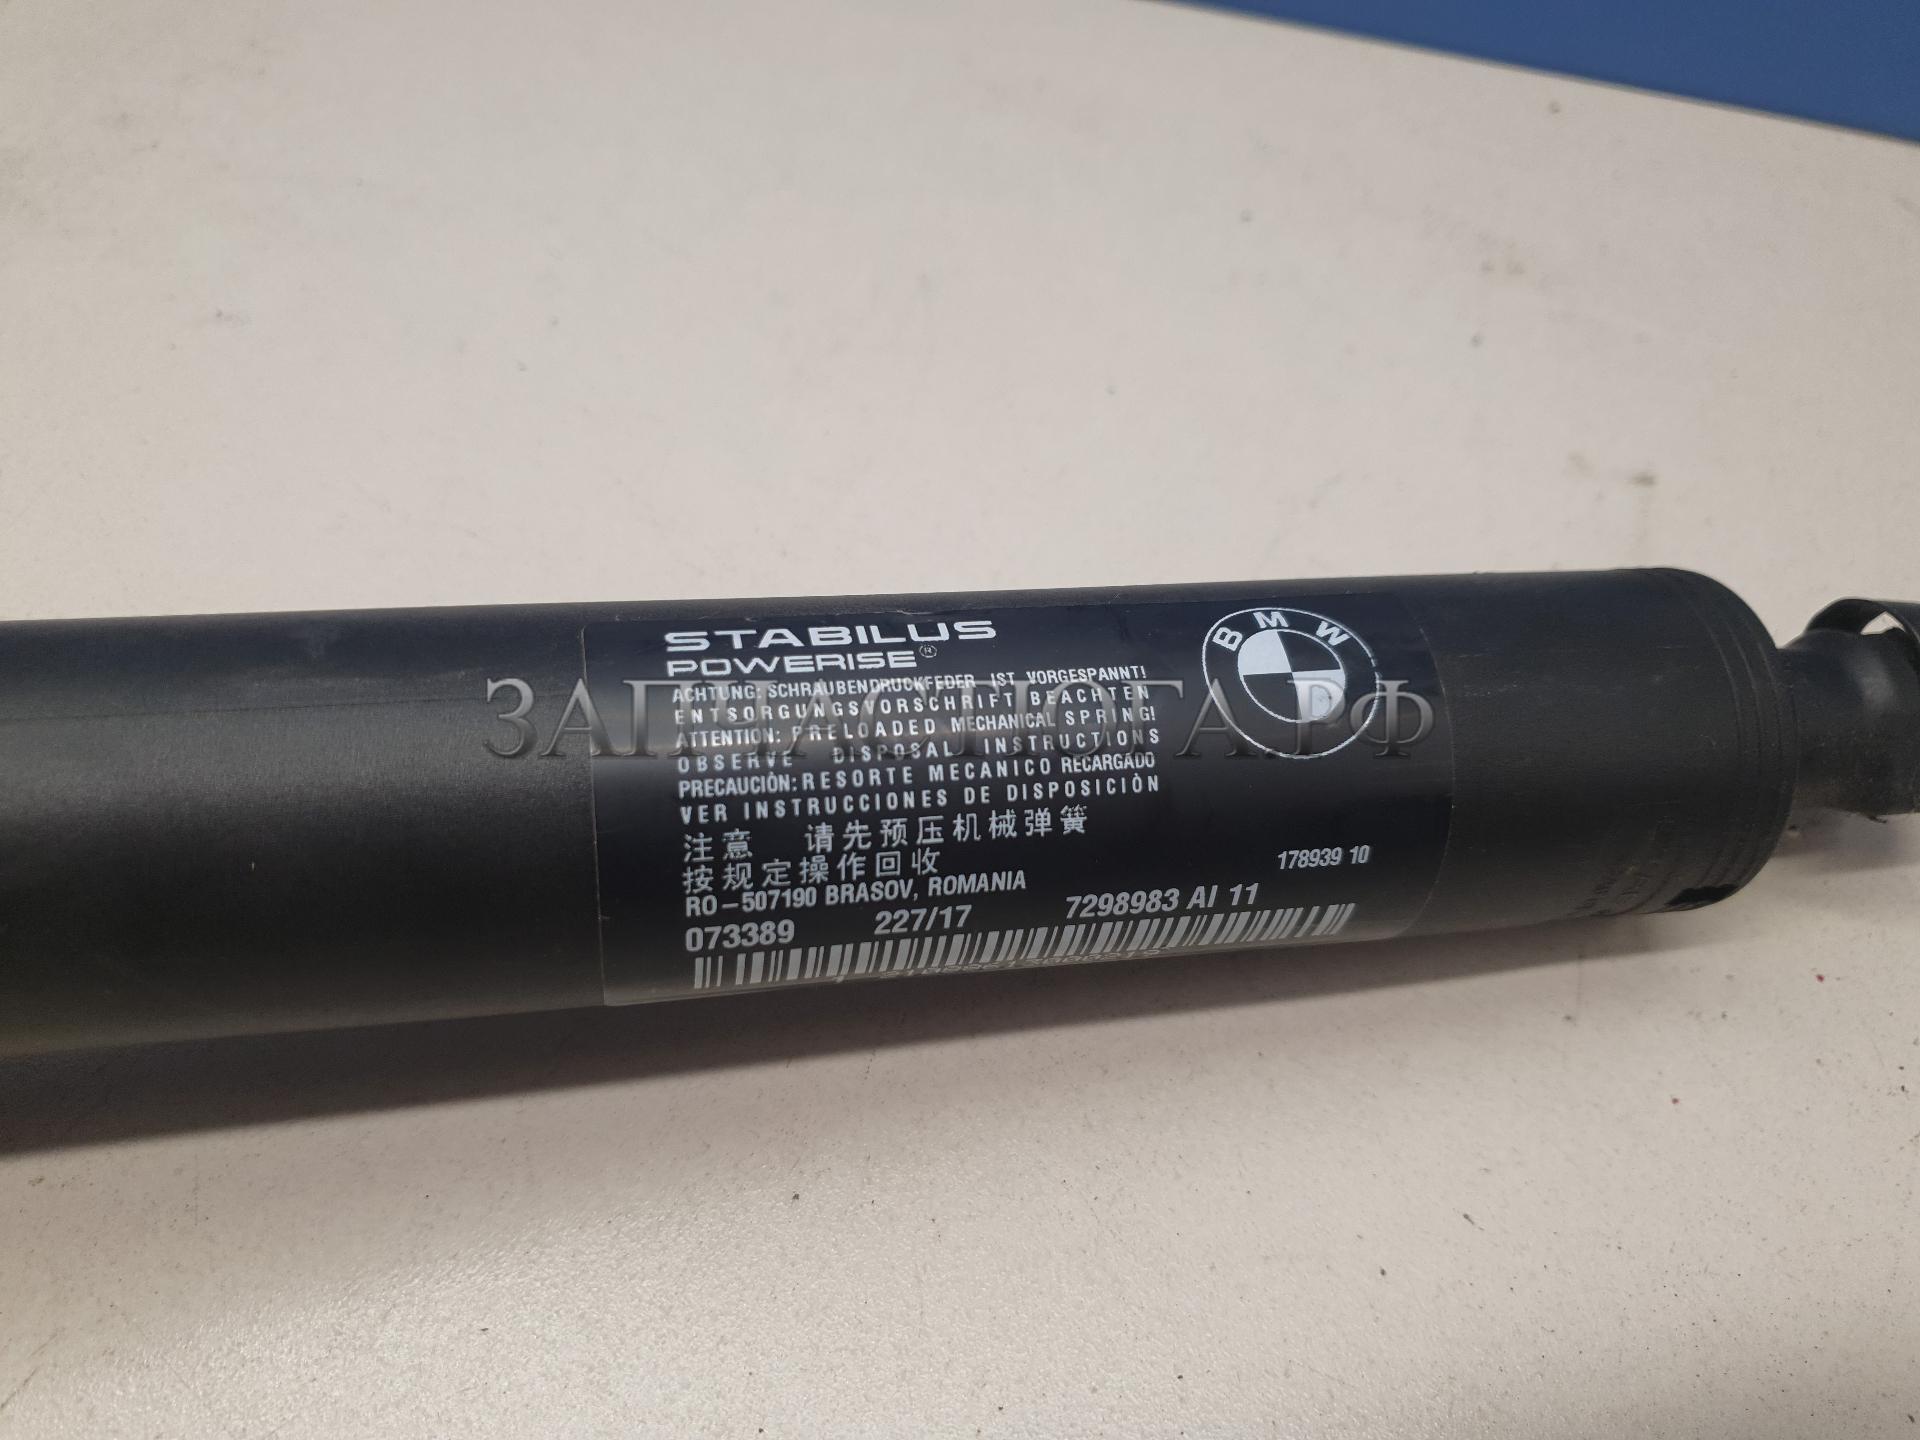 STABILUS
POWERISE®
BMW
ACHTUNG: SCHRAUBENDRUCKFEDER IST VORGESPANNT!
ENTSORGUNGSVORSCHRIFT BEACHTEN
ATTENTION: PRELOADED MECHANICAL SPRING!
OBSERVE DISPOSAL INSTRUCTIONS
PRECAUCIÓN: RESORTE MECANICO RECARGADO
VER INSTRUCCIONES DE DISPOSICIÓN
注意 请先预压机械弹簧
按规定操作回收
RO-507190 BRASOV, ROMANIA
178939 10
073389 227/17 7298983 AI 11
ЗАПЧАСТЮГА.РФ